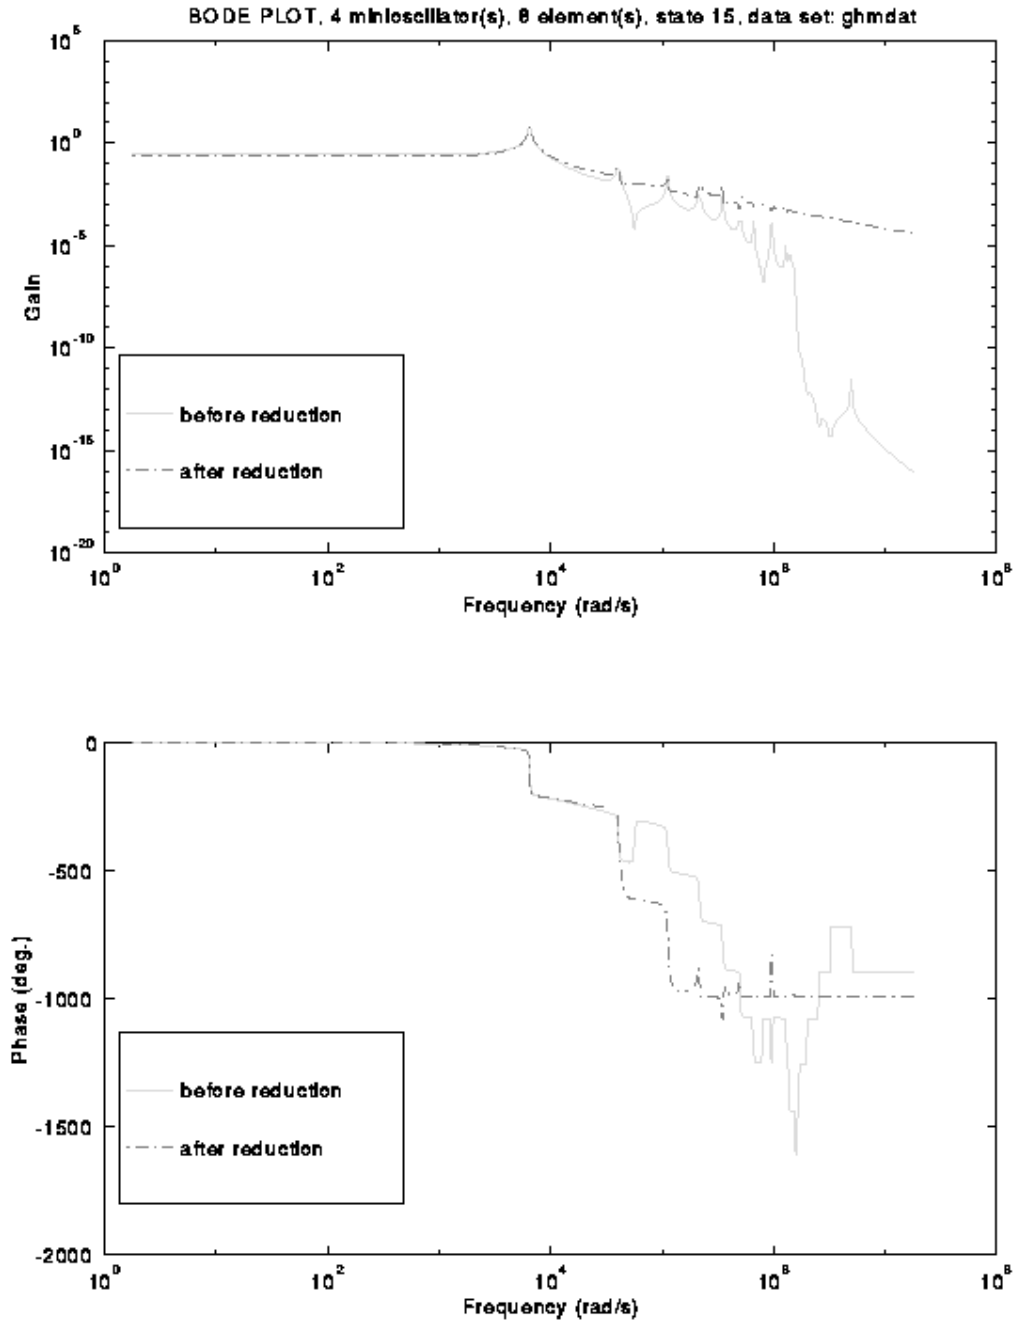 BODE PLOT, 4 minioscillator(s), 8 element(s), state 15, data set: ghmdat
10^5
10^0
10^-5
10^-10
10^-15
10^-20
Gain
before reduction
after reduction
10^0 10^2 10^4 10^6 10^8
Frequency (rad/s)
0
-500
-1000
-1500
-2000
Phase (deg.)
before reduction
after reduction
10^0 10^2 10^4 10^6 10^8
Frequency (rad/s)